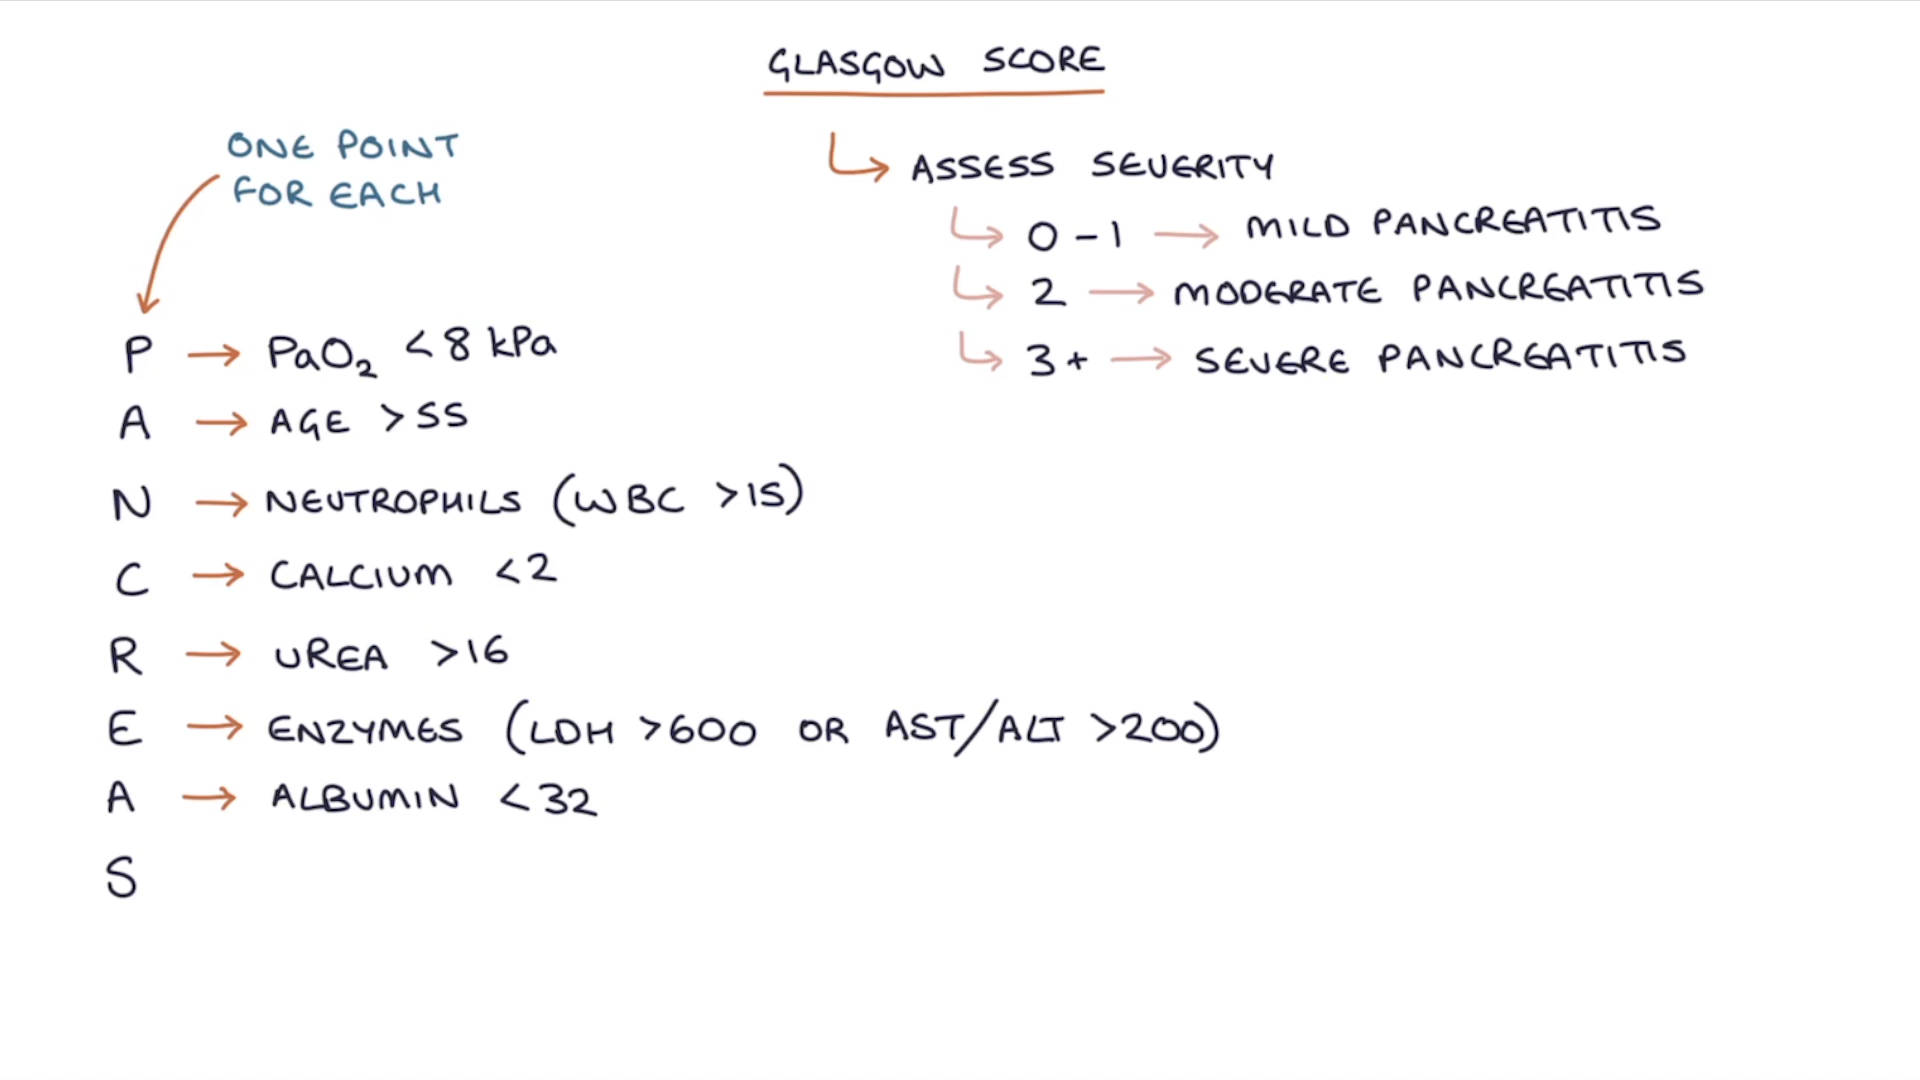 GLASGOW SCORE
ONE POINT
FOR EACH
→ ASSESS SEVERITY
→ 0-1 → MILD PANCREATITIS
→ 2 → MODERATE PANCREATITIS
→ 3+ → SEVERE PANCREATITIS
P → PaO₂ <8 kPa
A → AGE >55
N → NEUTROPHILS (WBC >15)
C → CALCIUM <2
R → UREA >16
E → ENZYMES (LDH >600 OR AST/ALT >200)
A → ALBUMIN <32
S